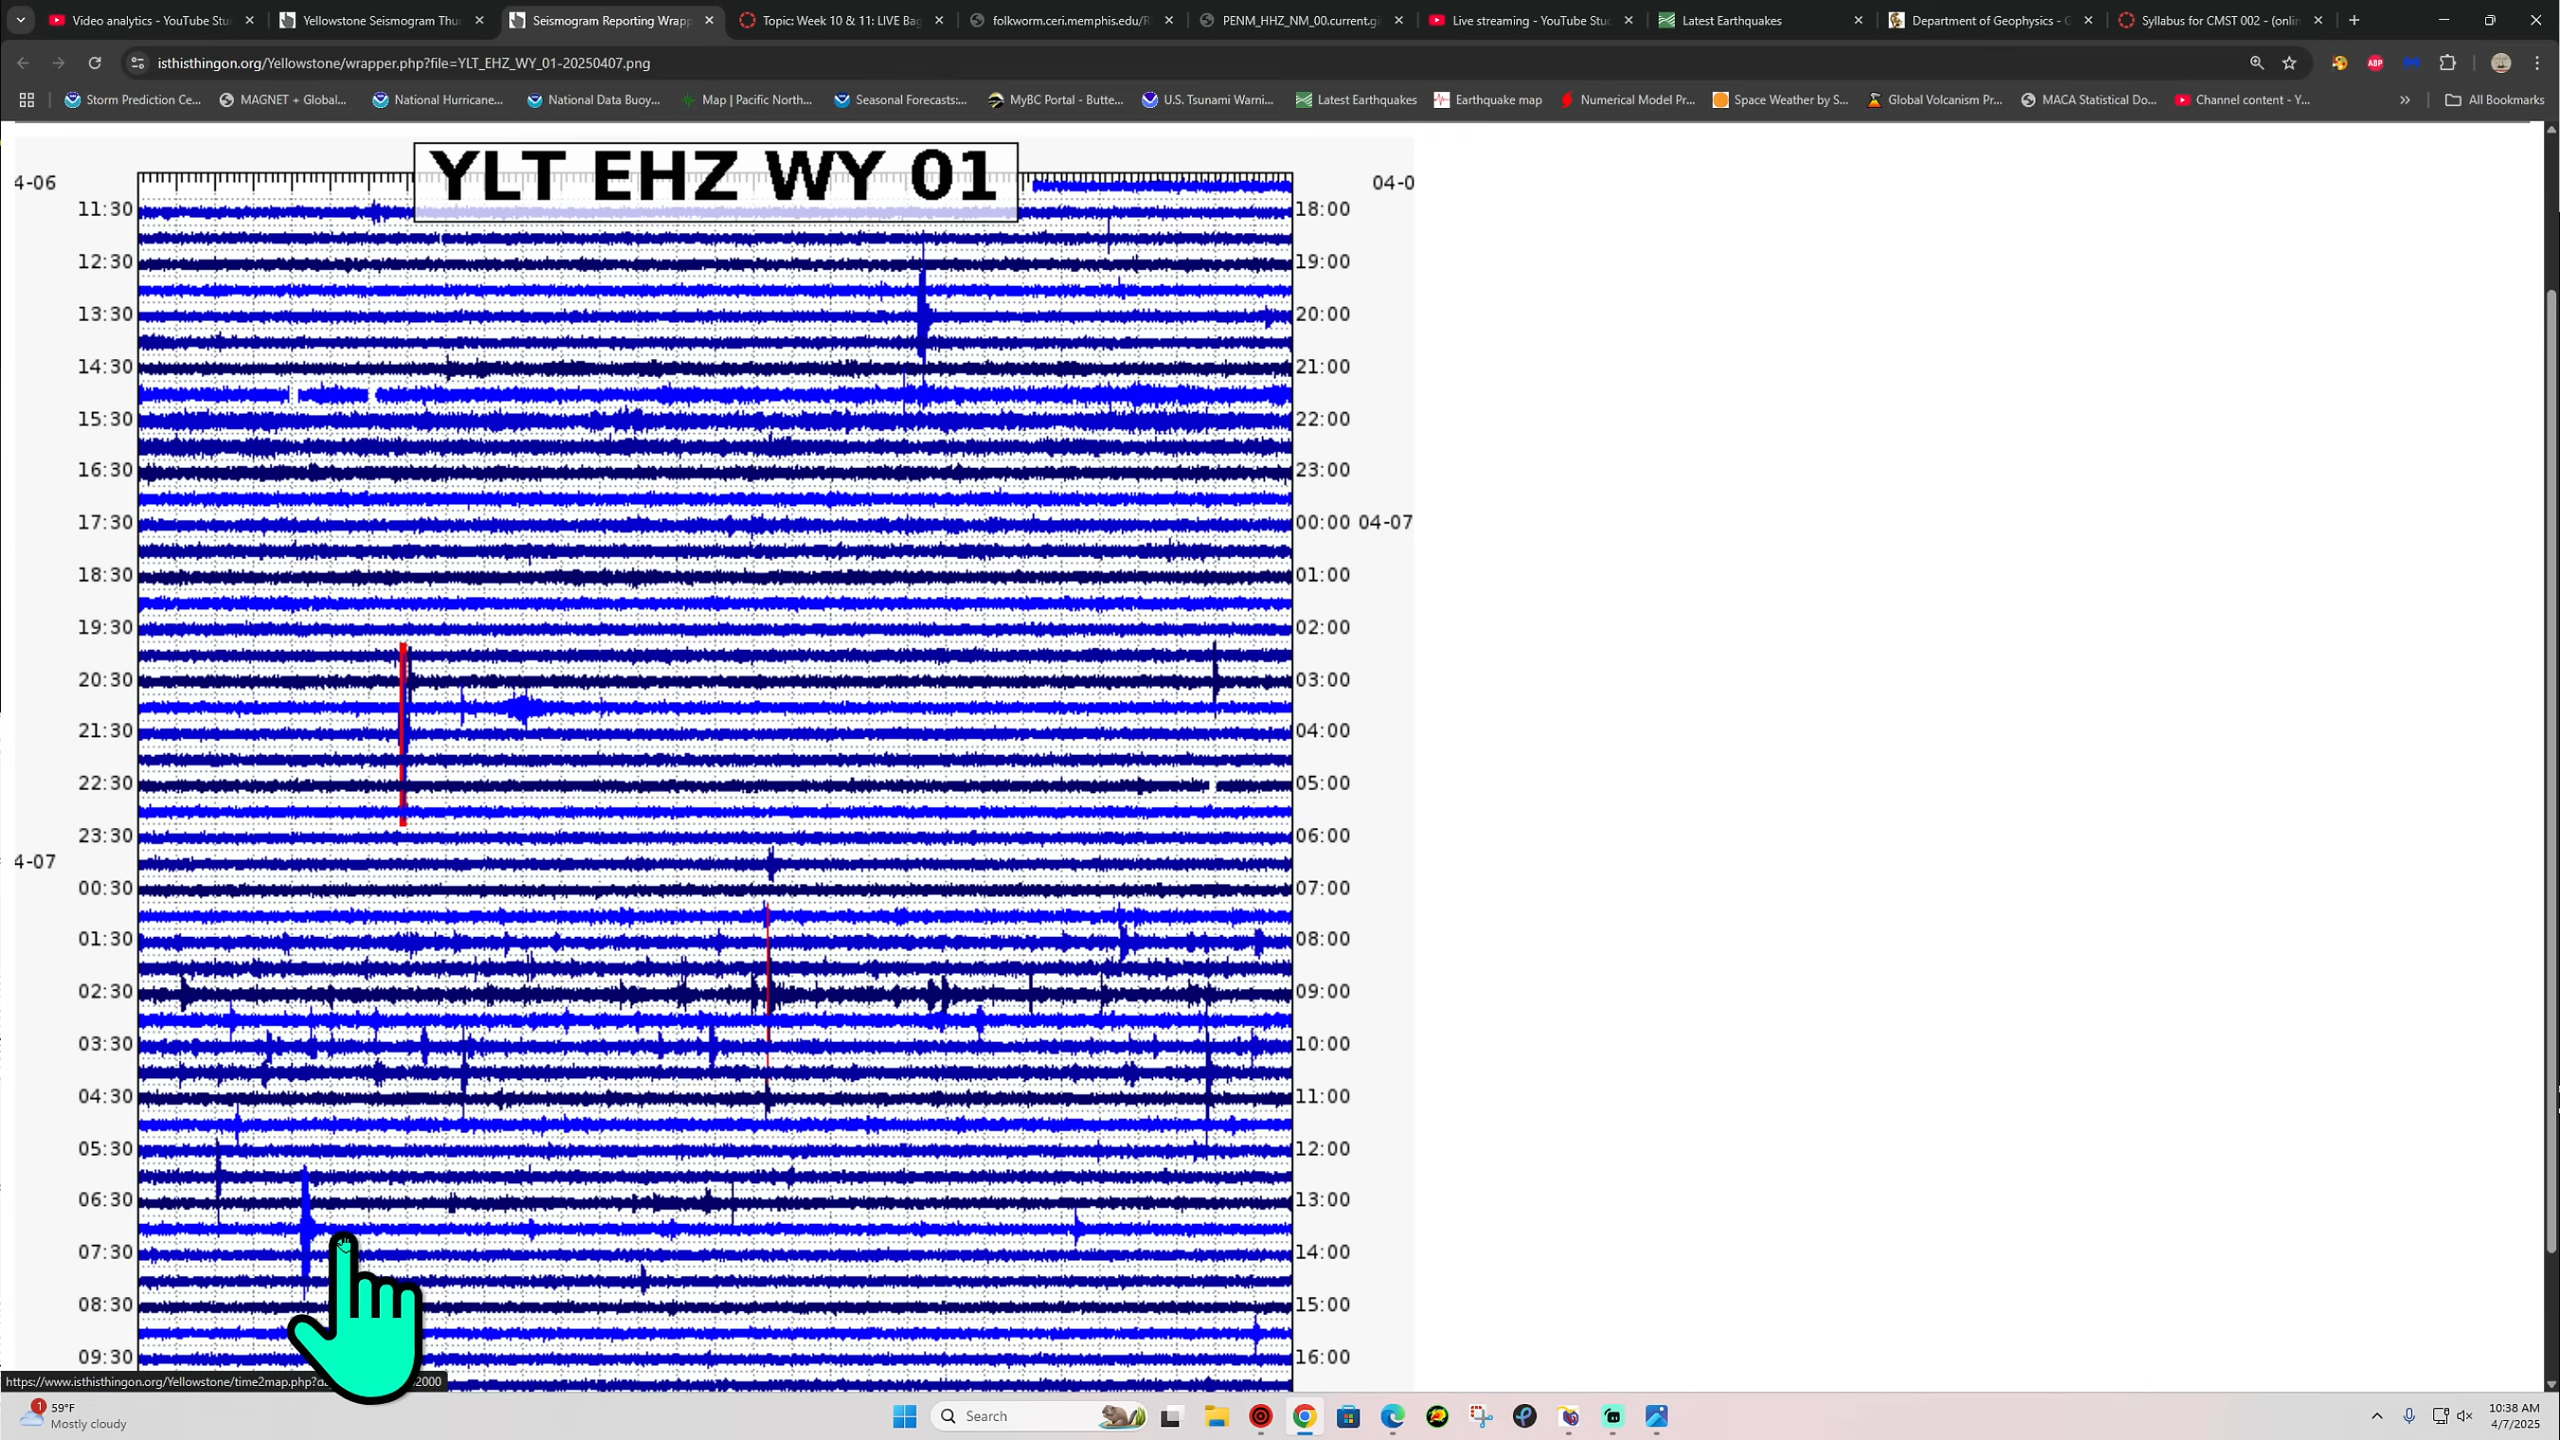 Video analytics - YouTube Stu
Yellowstone Seismogram Thu
Seismogram Reporting Wrapp
Topic: Week 10 & 11: LIVE Bag
folkworm.ceri.memphis.edu/R
PENM_HHZ_NM_00.current.gi
Live streaming - YouTube Stu
Latest Earthquakes
Department of Geophysics - G
Syllabus for CMST 002 - (onlin
isthisthingon.org/Yellowstone/wrapper.php?file=YLT_EHZ_WY_01-20250407.png
ABP
Storm Prediction Ce...
MAGNET + Global...
National Hurricane...
National Data Buoy...
Map | Pacific North...
Seasonal Forecasts:...
MyBC Portal - Butte...
U.S. Tsunami Warni...
Latest Earthquakes
Earthquake map
Numerical Model Pr...
Space Weather by S...
Global Volcanism Pr...
MACA Statistical Do...
Channel content - Y...
All Bookmarks
YLT EHZ WY 01
4-06
04-0
11:30
18:00
12:30
19:00
13:30
20:00
14:30
21:00
15:30
22:00
16:30
23:00
17:30
00:00 04-07
18:30
01:00
19:30
02:00
20:30
03:00
21:30
04:00
22:30
05:00
23:30
06:00
4-07
00:30
07:00
01:30
08:00
02:30
09:00
03:30
10:00
04:30
11:00
05:30
12:00
06:30
13:00
07:30
14:00
08:30
15:00
09:30
16:00
https://www.isthisthingon.org/Yellowstone/time2map.php?d
2000
1
59°F
Mostly cloudy
Search
10:38 AM
4/7/2025